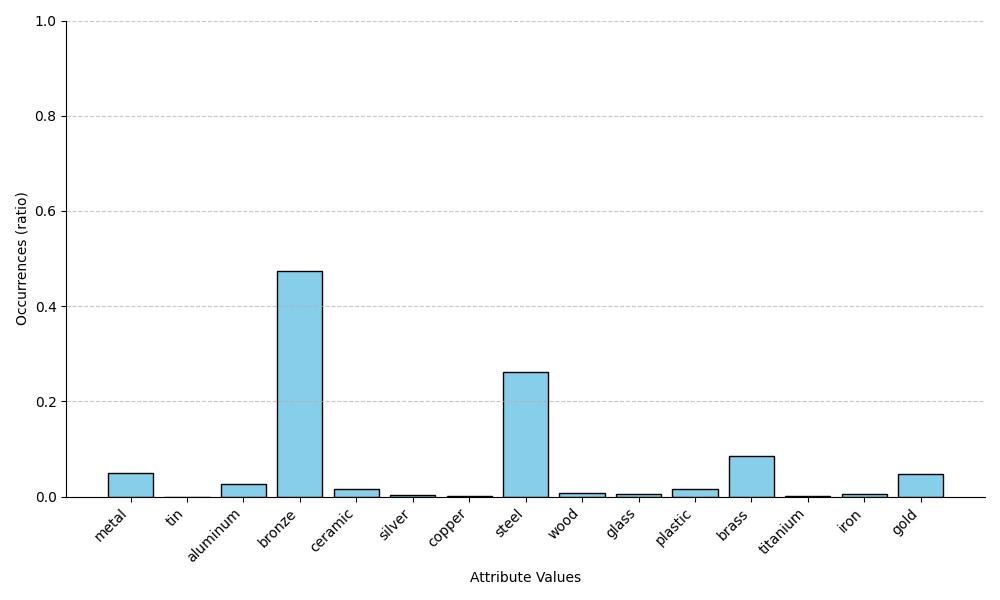 1.0
0.8
0.6
0.4
0.2
0.0
Occurrences (ratio)
metal
tin
aluminum
bronze
ceramic
silver
copper
steel
wood
glass
plastic
brass
titanium
iron
gold
Attribute Values